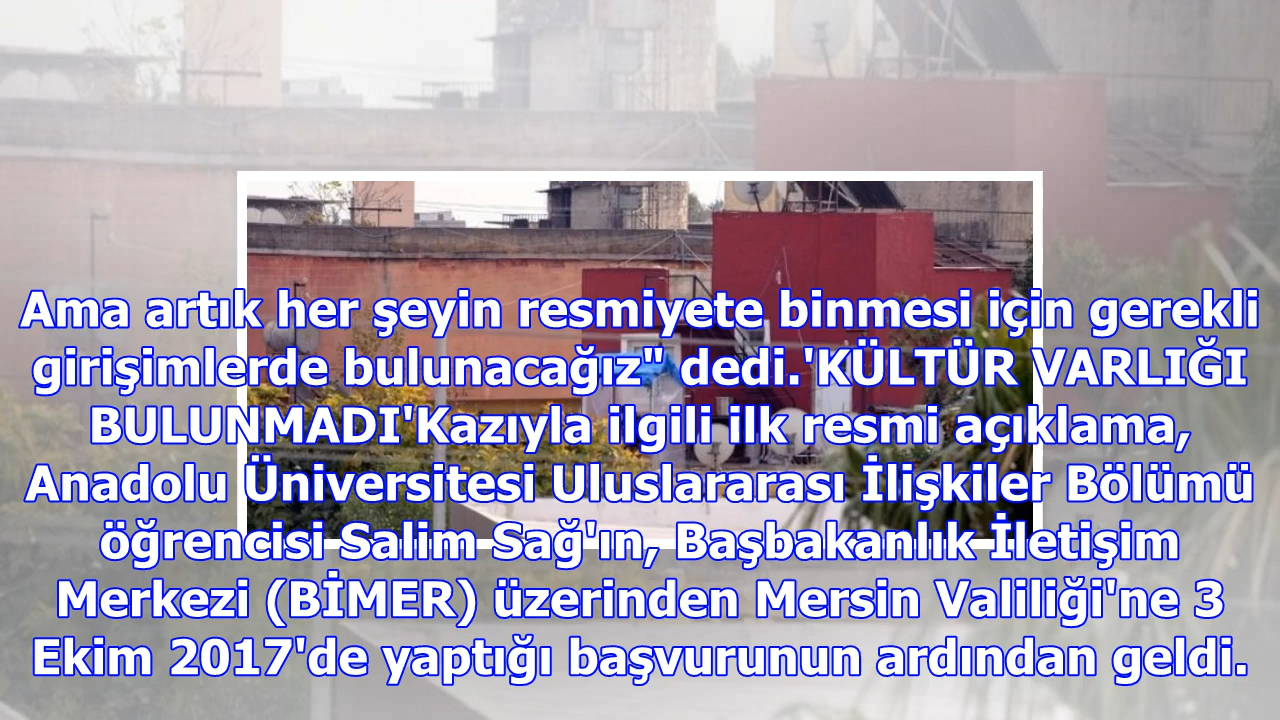 Ama artık her şeyin resmiyete binmesi için gerekli
girişimlerde bulunacağız" dedi. 'KÜLTÜR VARLIĞI
BULUNMADI'Kazıyla ilgili ilk resmi açıklama,
Anadolu Üniversitesi Uluslararası İlişkiler Bölümü
öğrencisi Salim Sağ'ın, Başbakanlık İletişim
Merkezi (BİMER) üzerinden Mersin Valiliği'ne 3
Ekim 2017'de yaptığı başvurunun ardından geldi.